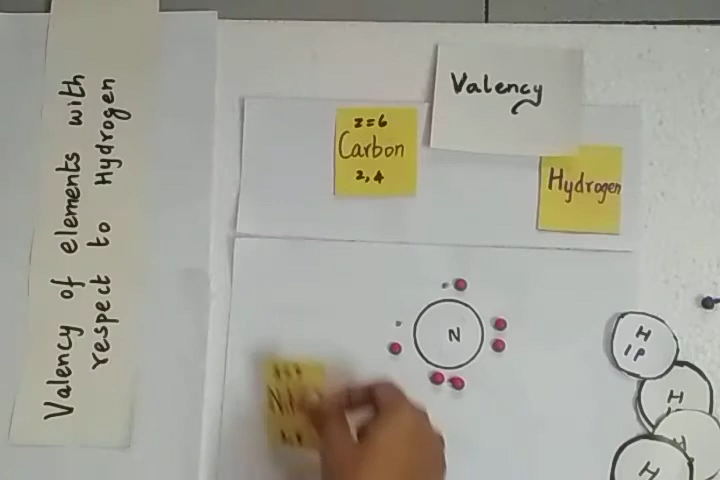 Valency of elements with
respect to Hydrogen
Valency
z=6
Carbon
2,4
Hydrogen
N
H
1P
H
H
H